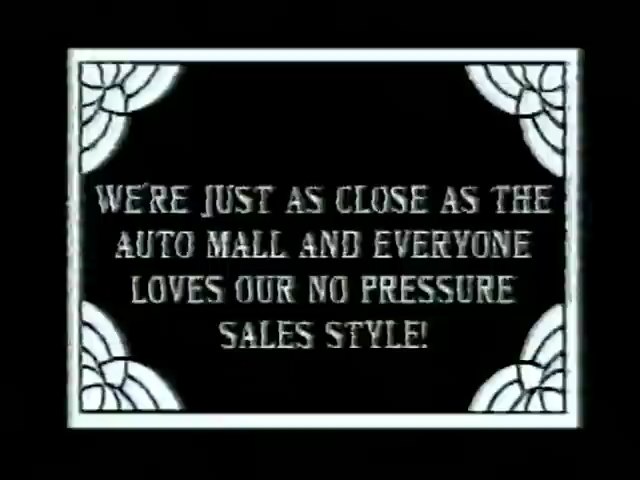 WE'RE JUST AS CLOSE AS THE
AUTO MALL AND EVERYONE
LOVES OUR NO PRESSURE
SALES STYLE!